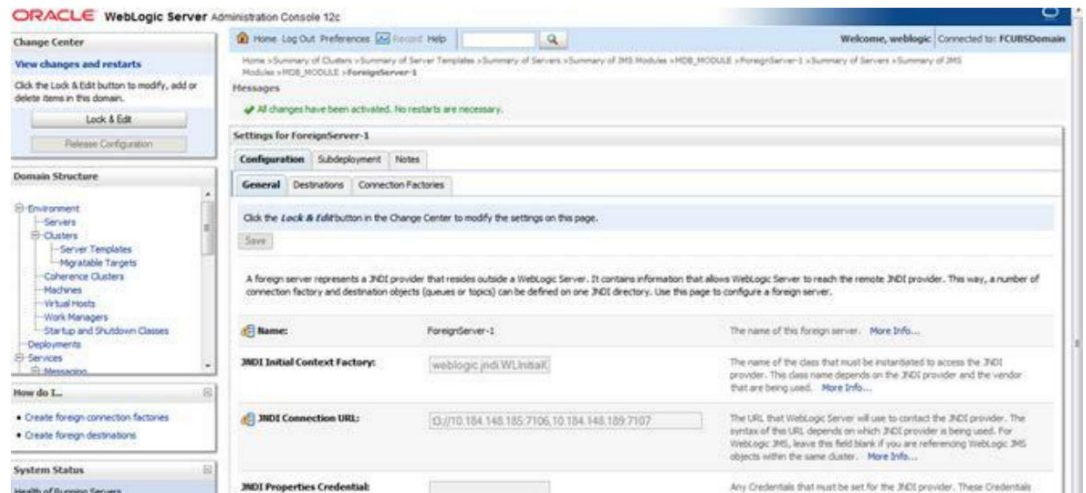 ORACLE WebLogic Server Administration Console 12c
Change Center
View changes and restarts
Click the Lock & Edit button to modify, add or
delete items in this domain.
Lock & Edit
Release Configuration
Domain Structure
Environment
Servers
Clusters
Server Templates
Migratable Targets
Coherence Clusters
Machines
Virtual Hosts
Work Managers
Startup and Shutdown Classes
Deployments
Services
Messaging
How do I...
Create foreign connection factories
Create foreign destinations
System Status
Health of Running Servers
Home Log Out Preferences Record Help
Welcome, weblogic Connected to: FCUBSDomain
Home >Summary of Clusters >Summary of Server Templates >Summary of Servers >Summary of JMS Modules >MDB_MODULE >ForeignServer-1 >Summary of Servers >Summary of JMS
Modules >MDB_MODULE >ForeignServer-1
Messages
All changes have been activated. No restarts are necessary.
Settings for ForeignServer-1
Configuration Subdeployment Notes
General Destinations Connection Factories
Click the Lock & Edit button in the Change Center to modify the settings on this page.
Save
A foreign server represents a JNDI provider that resides outside a WebLogic Server. It contains information that allows WebLogic Server to reach the remote JNDI provider. This way, a number of
connection factory and destination objects (queues or topics) can be defined on one JNDI directory. Use this page to configure a foreign server.
Name: ForeignServer-1 The name of this foreign server. More Info...
JNDI Initial Context Factory: weblogic.jndi.WLInitialC The name of the class that must be instantiated to access the JNDI
provider. This class name depends on the JNDI provider and the vendor
that are being used. More Info...
JNDI Connection URL: t3://10.184.148.185:7106,10.184.148.189:7107 The URL that WebLogic Server will use to contact the JNDI provider. The
syntax of this URL depends on which JNDI provider is being used. For
WebLogic JMS, leave this field blank if you are referencing WebLogic JMS
objects within the same cluster. More Info...
JNDI Properties Credential: Any Credentials that must be set for the JNDI provider. These Credentials